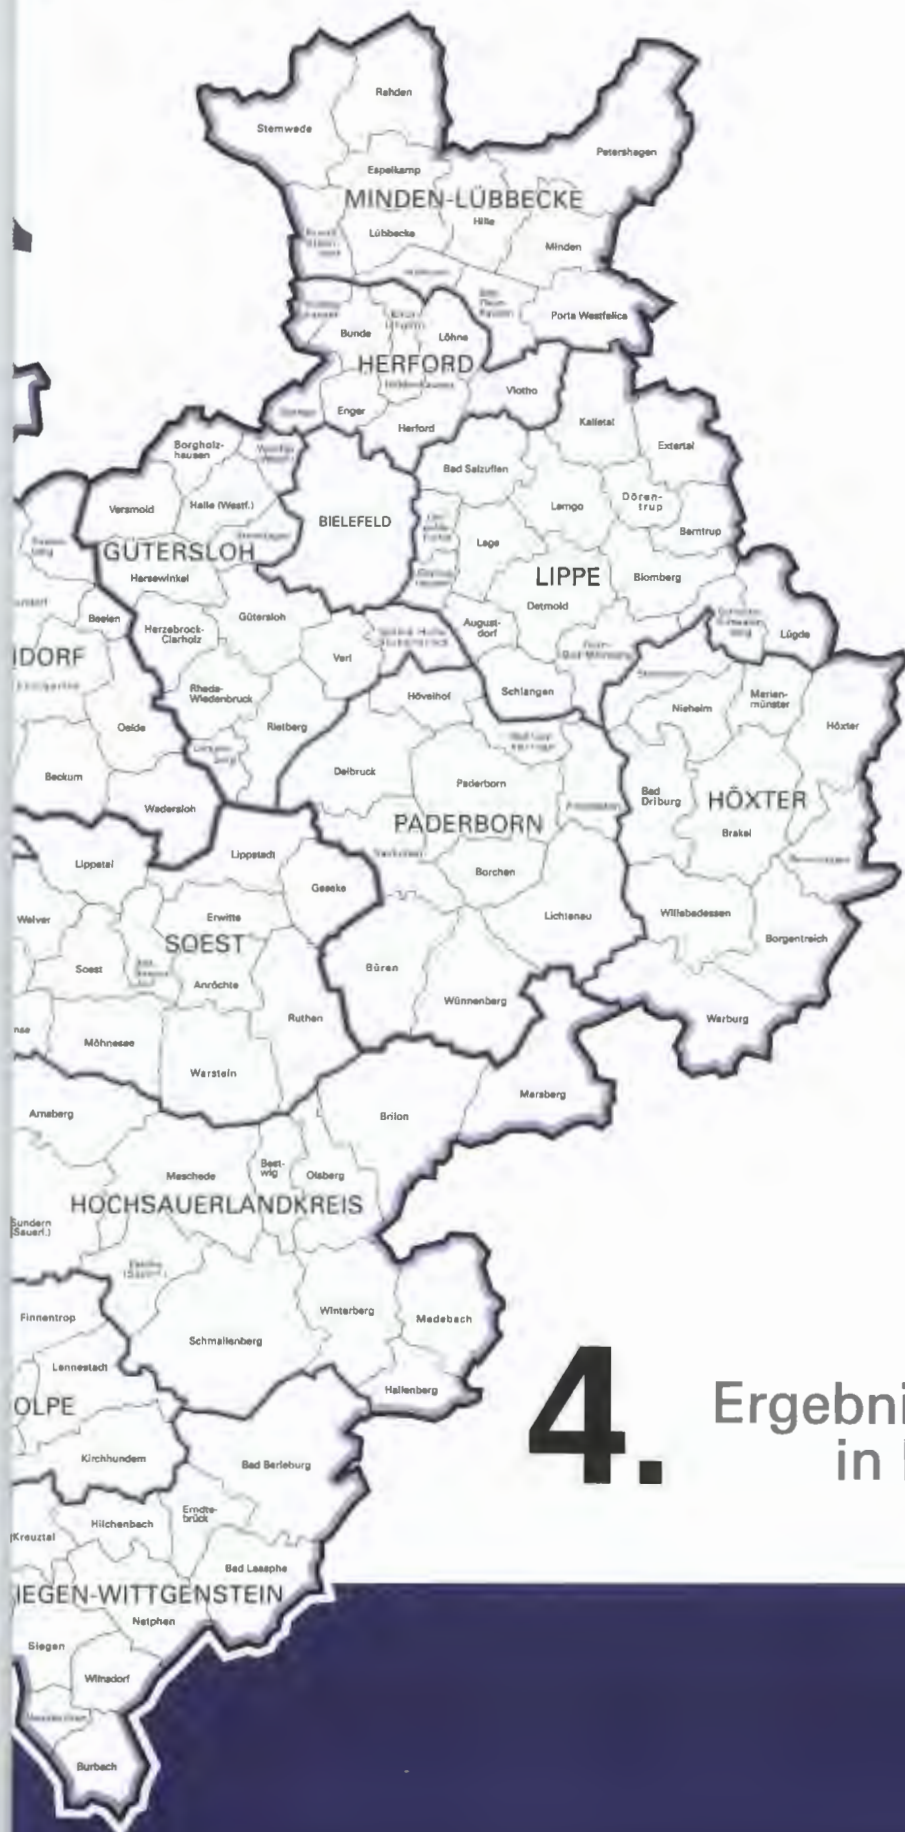 Rahden
Stemwede
Petershagen
Espelkamp
MINDEN-LÜBBECKE
Hille
Lübbecke
Minden
Porta Westfalica
Bünde
Löhne
HERFORD
Vlotho
Enger
Herford
Kalletal
Extertal
Borgholz-
hausen
Bad Salzuflen
Versmold
Halle (Westf.)
BIELEFELD
Lemgo
Dören-
trup
Barntrup
Lage
GÜTERSLOH
Harsewinkel
LIPPE
Blomberg
Detmold
Beelen
Herzebrock-
Clarholz
Gütersloh
August-
dorf
Lügde
Verl
NDORF
Schlangen
Rheda-
Wiedenbrück
Hövelhof
Nieheim
Marien-
münster
Höxter
Oelde
Rietberg
Beckum
Delbrück
Paderborn
Bad
Driburg
HÖXTER
Wadersloh
PADERBORN
Brakel
Lippetal
Lippstadt
Geseke
Borchen
Welver
Erwitte
Lichtenau
Willebadessen
SOEST
Borgentreich
Soest
Anröchte
Büren
Wünnenberg
Rüthen
Warburg
nse
Möhnesee
Warstein
Marsberg
Arnsberg
Brilon
Meschede
Best-
wig
Olsberg
HOCHSAUERLANDKREIS
Sundern
(Sauerl.)
Finnentrop
Winterberg
Medebach
Schmallenberg
Lennestadt
Hallenberg
OLPE
4.
Ergebni
in
Kirchhundem
Bad Berleburg
Erndte-
brück
Hilchenbach
Kreuztal
Bad Laasphe
IEGEN-WITTGENSTEIN
Netphen
Siegen
Wilnsdorf
Burbach